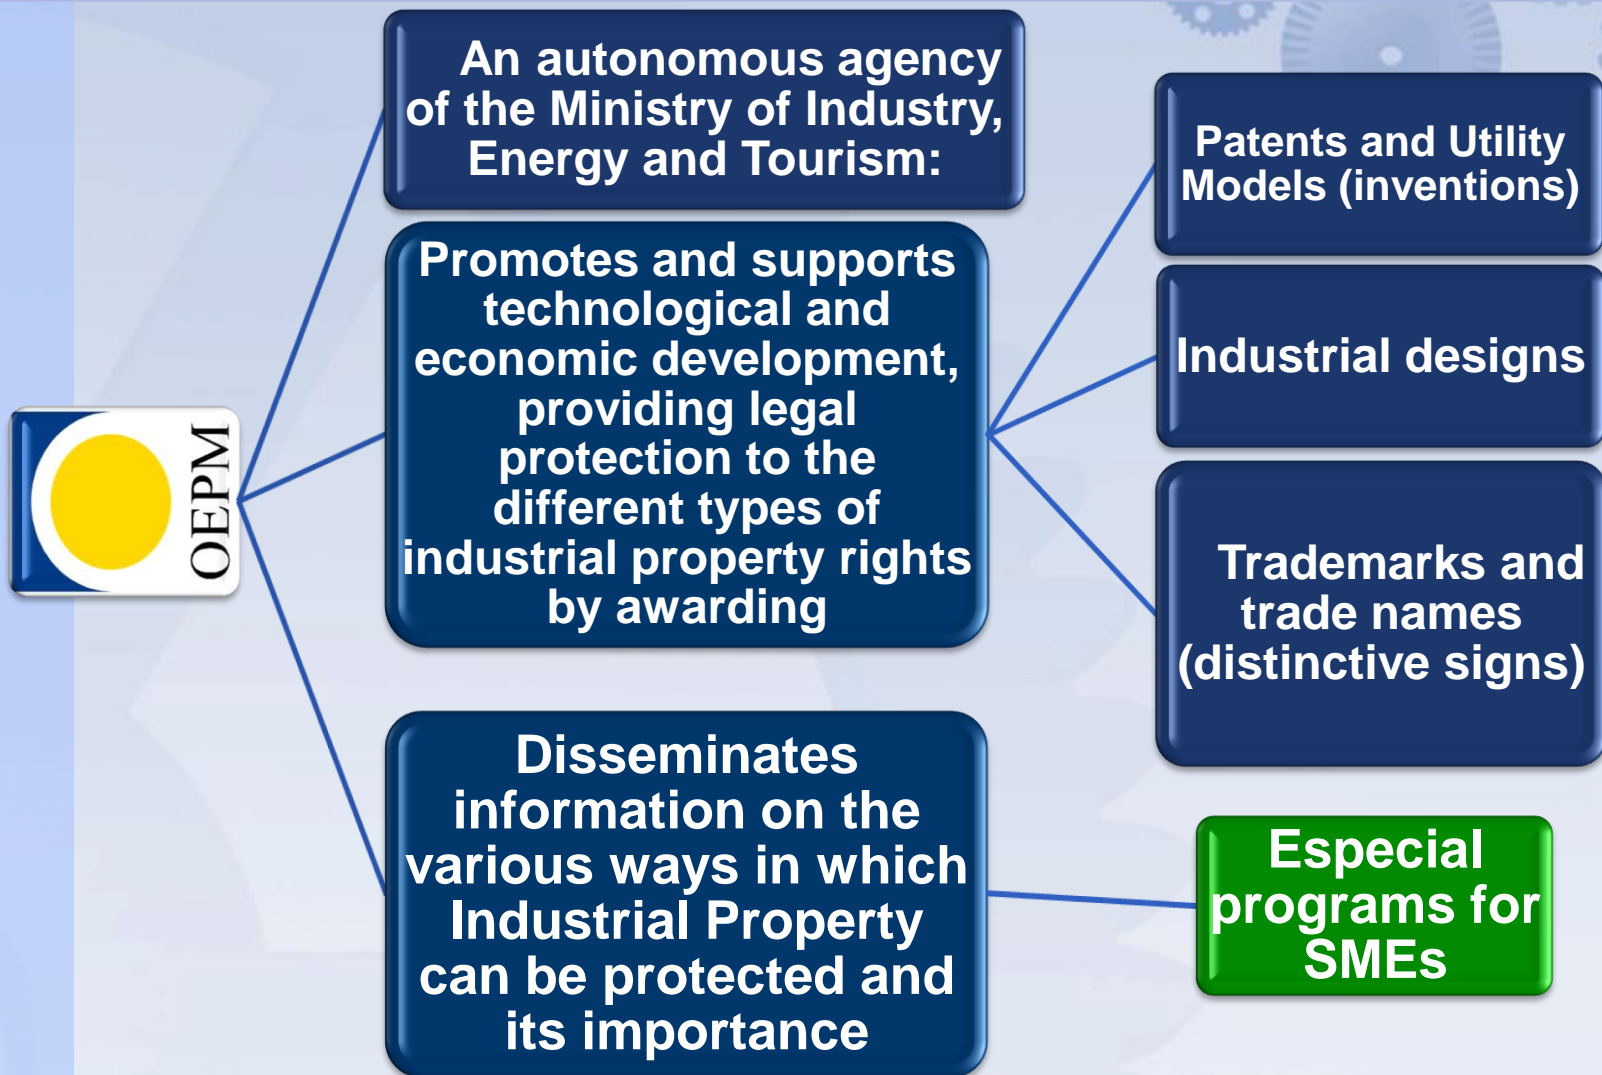 OEPM
An autonomous agency
of the Ministry of Industry,
Energy and Tourism:
Promotes and supports
technological and
economic development,
providing legal
protection to the
different types of
industrial property rights
by awarding
Patents and Utility
Models (inventions)
Industrial designs
Trademarks and
trade names
(distinctive signs)
Disseminates
information on the
various ways in which
Industrial Property
can be protected and
its importance
Especial
programs for
SMEs